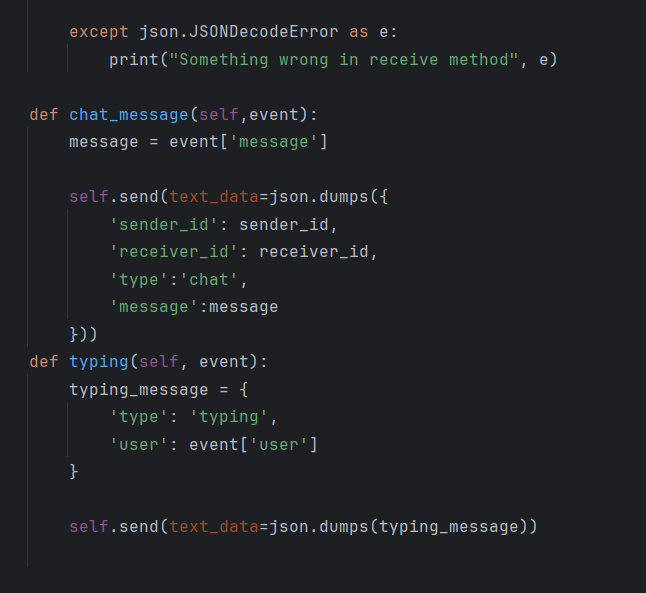 except json.JSONDecodeError as e:
        print("Something wrong in receive method", e)

def chat_message(self,event):
    message = event['message']

    self.send(text_data=json.dumps({
        'sender_id': sender_id,
        'receiver_id': receiver_id,
        'type':'chat',
        'message':message
    }))
def typing(self, event):
    typing_message = {
        'type': 'typing',
        'user': event['user']
    }

    self.send(text_data=json.dumps(typing_message))